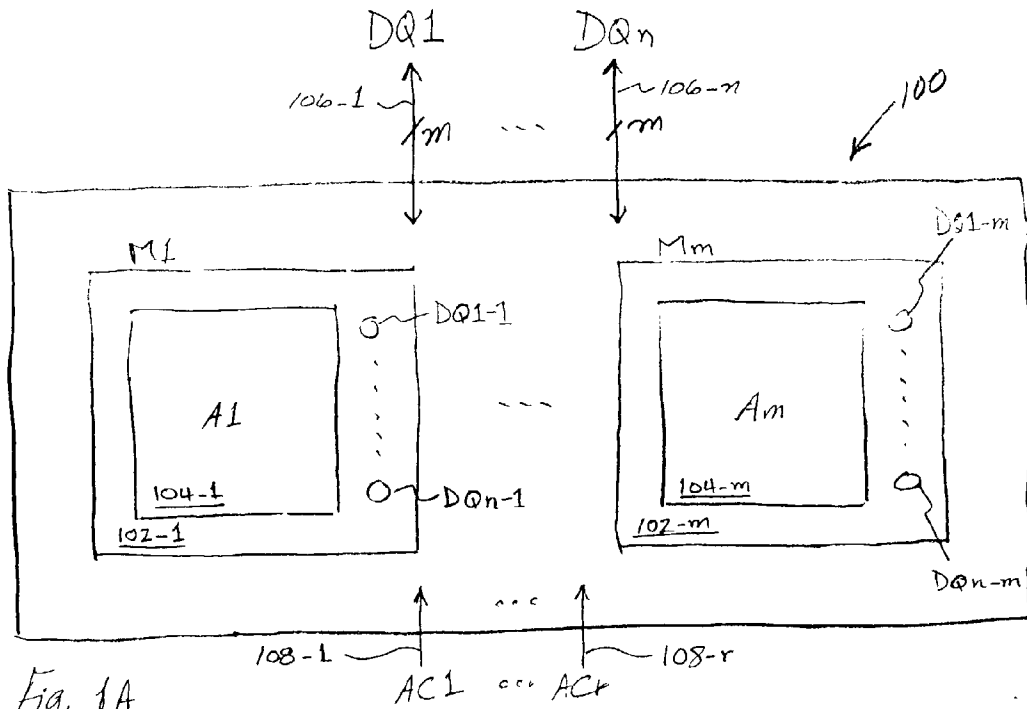 DQ1 DQn
106-1 106-n 100
m ... m
M1 Mm DQ1-m
DQ1-1
A1 ... Am
104-1 DQn-1 104-m
102-1 102-m
DQn-m
...
108-1 108-r
AC1 ... ACr
Fig. 1A